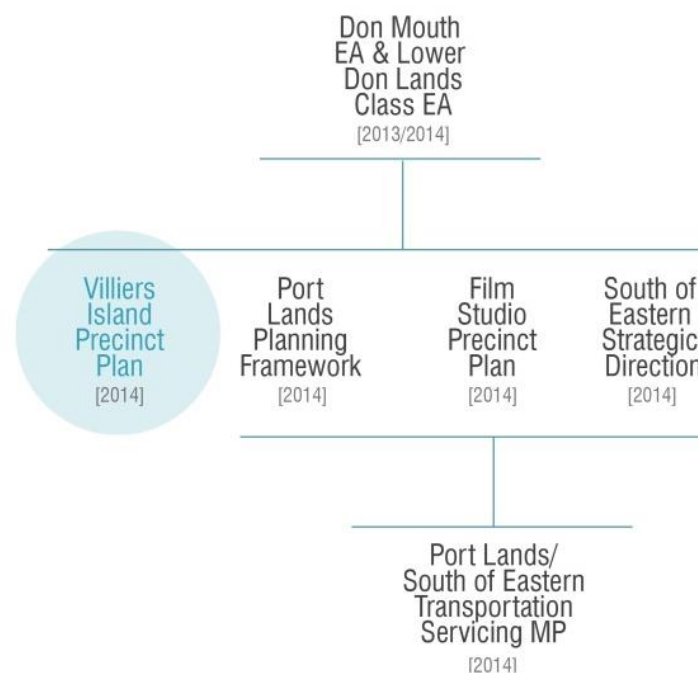 Don Mouth
EA & Lower
Don Lands
Class EA
[2013/2014]
Villiers
Island
Precinct
Plan
[2014]
Port
Lands
Planning
Framework
[2014]
Film
Studio
Precinct
Plan
[2014]
South of
Eastern
Strategic
Direction
[2014]
Port Lands/
South of Eastern
Transportation
Servicing MP
[2014]